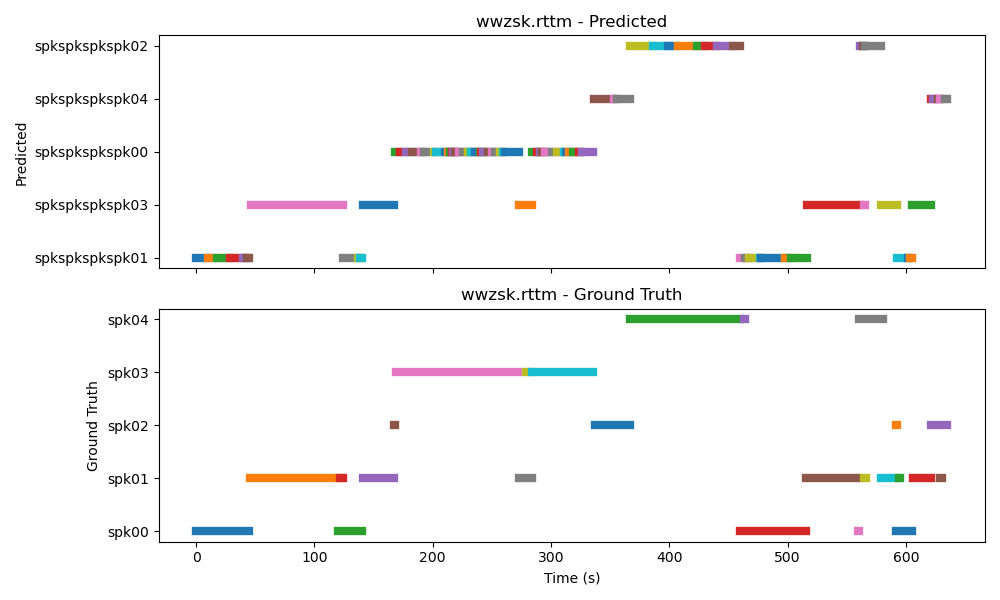 wwzsk.rttm - Predicted
Predicted
spkspkspkspk02
spkspkspkspk04
spkspkspkspk00
spkspkspkspk03
spkspkspkspk01
wwzsk.rttm - Ground Truth
Ground Truth
spk04
spk03
spk02
spk01
spk00
0 100 200 300 400 500 600
Time (s)